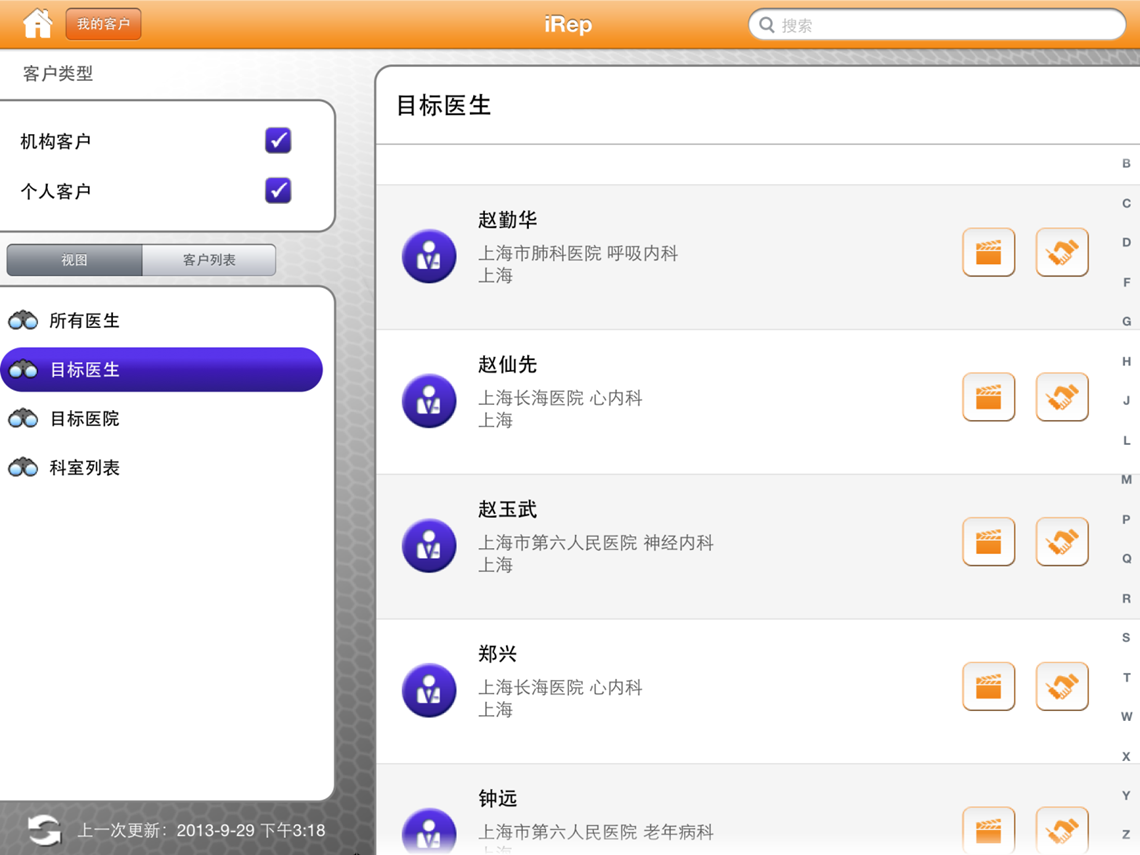 我的客户
iRep
搜索
客户类型
机构客户
个人客户
视图
客户列表
所有医生
目标医生
目标医院
科室列表
上一次更新：2013-9-29 下午3:18
目标医生
赵勤华
上海市肺科医院 呼吸内科
上海
赵仙先
上海长海医院 心内科
上海
赵玉武
上海市第六人民医院 神经内科
上海
郑兴
上海长海医院 心内科
上海
钟远
上海市第六人民医院 老年病科
B
C
D
F
G
H
J
L
M
P
Q
R
S
T
W
X
Y
Z